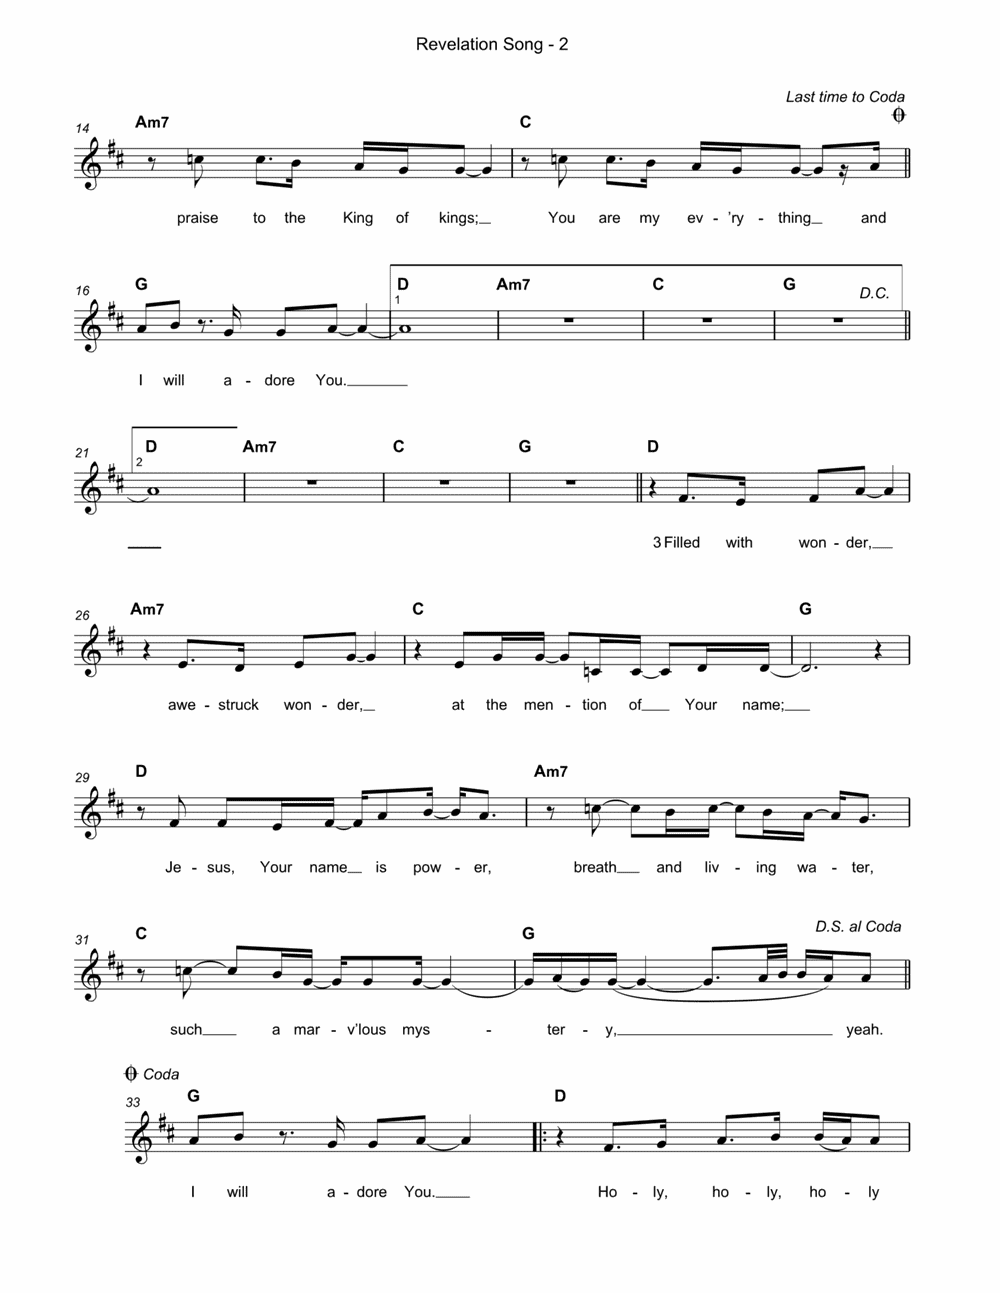 Revelation Song - 2
Last time to Coda
14 Am7 C
praise to the King of kings; You are my ev - 'ry - thing and
16 G D Am7 C G D.C.
1
I will a - dore You.
21 D Am7 C G D
2
3 Filled with won - der,
26 Am7 C G
awe - struck won - der, at the men - tion of Your name;
29 D Am7
Je - sus, Your name is pow - er, breath and liv - ing wa - ter,
D.S. al Coda
31 C G
such a mar - v'lous mys - ter - y, yeah.
Coda
33 G D
I will a - dore You. Ho - ly, ho - ly, ho - ly